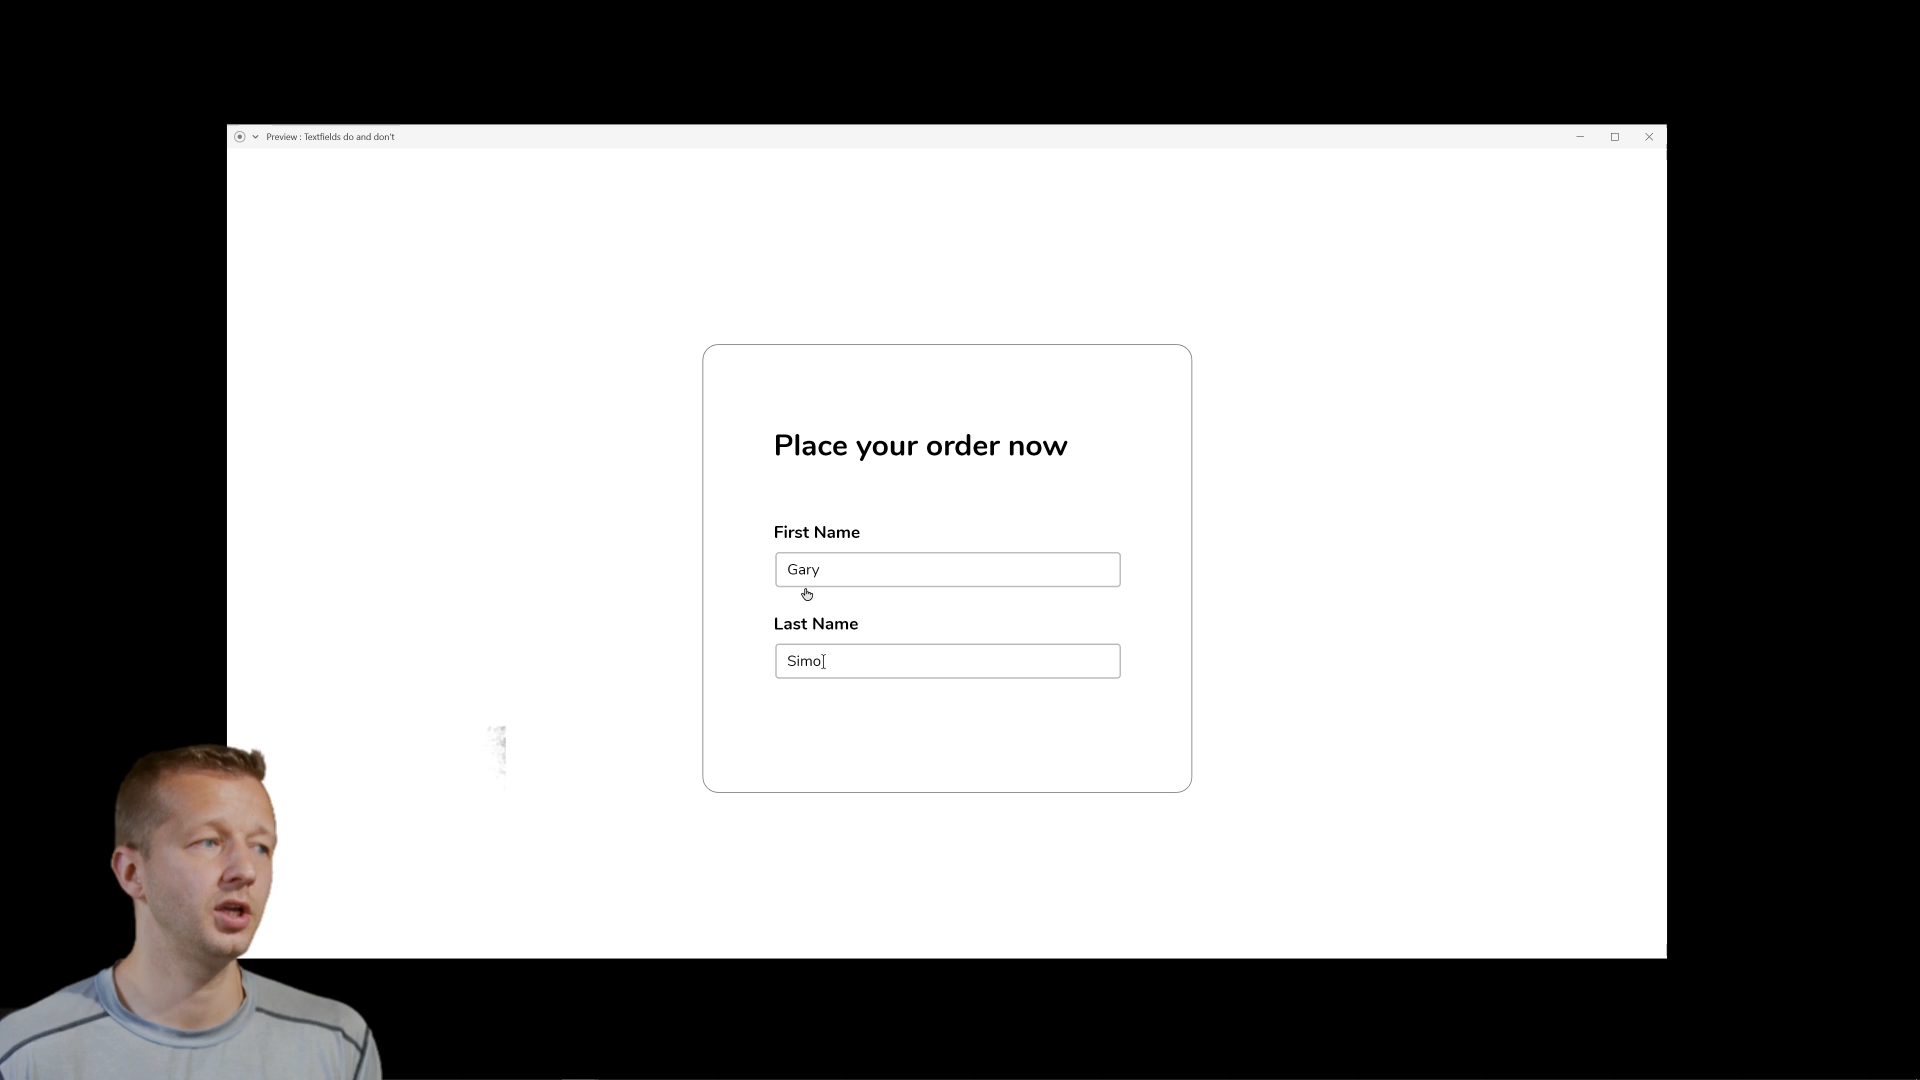 Preview : Textfields do and don't
Place your order now
First Name
Gary
Last Name
Simo